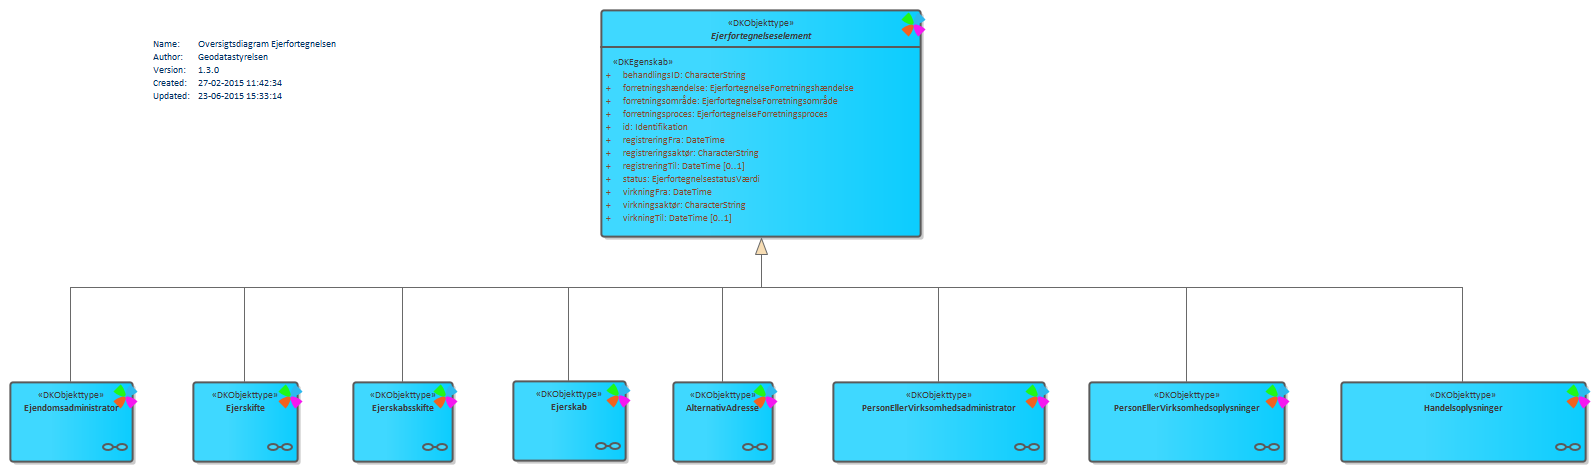 Name: Oversigtsdiagram Ejerfortegnelsen
Author: Geodatastyrelsen
Version: 1.3.0
Created: 27-02-2015 11:42:34
Updated: 23-06-2015 15:33:14
«DKObjekttype»
Ejerfortegnelseselement
«DKEgenskab»
+ behandlingsID: CharacterString
+ forretningshændelse: EjerfortegnelseForretningshændelse
+ forretningsområde: EjerfortegnelseForretningsområde
+ forretningsproces: EjerfortegnelseForretningsproces
+ id: Identifikation
+ registreringFra: DateTime
+ registreringsaktør: CharacterString
+ registreringTil: DateTime [0..1]
+ status: EjerfortegnelsestatusVærdi
+ virkningFra: DateTime
+ virkningsaktør: CharacterString
+ virkningTil: DateTime [0..1]
«DKObjekttype»
Ejendomsadministrator
«DKObjekttype»
Ejerskifte
«DKObjekttype»
Ejerskabsskifte
«DKObjekttype»
Ejerskab
«DKObjekttype»
AlternativAdresse
«DKObjekttype»
PersonEllerVirksomhedsadministrator
«DKObjekttype»
PersonEllerVirksomhedsoplysninger
«DKObjekttype»
Handelsoplysninger